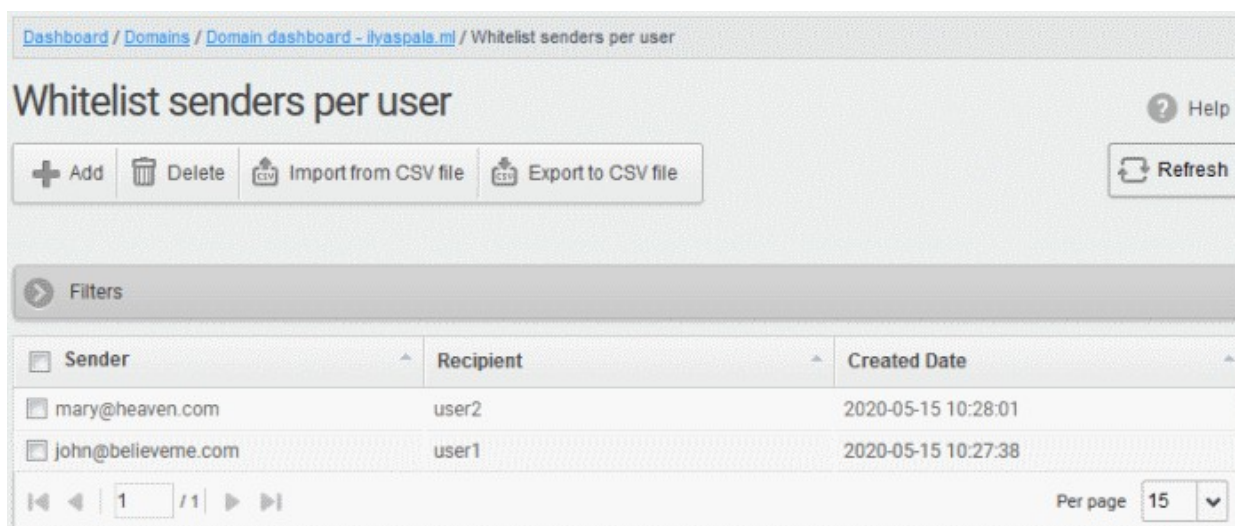 Dashboard / Domains / Domain dashboard - ilyaspala.ml / Whitelist senders per user
Whitelist senders per user
Help
Add Delete CSV Import from CSV file CSV Export to CSV file
Refresh
Filters
Sender Recipient Created Date
mary@heaven.com user2 2020-05-15 10:28:01
john@believeme.com user1 2020-05-15 10:27:38
1 / 1 Per page 15